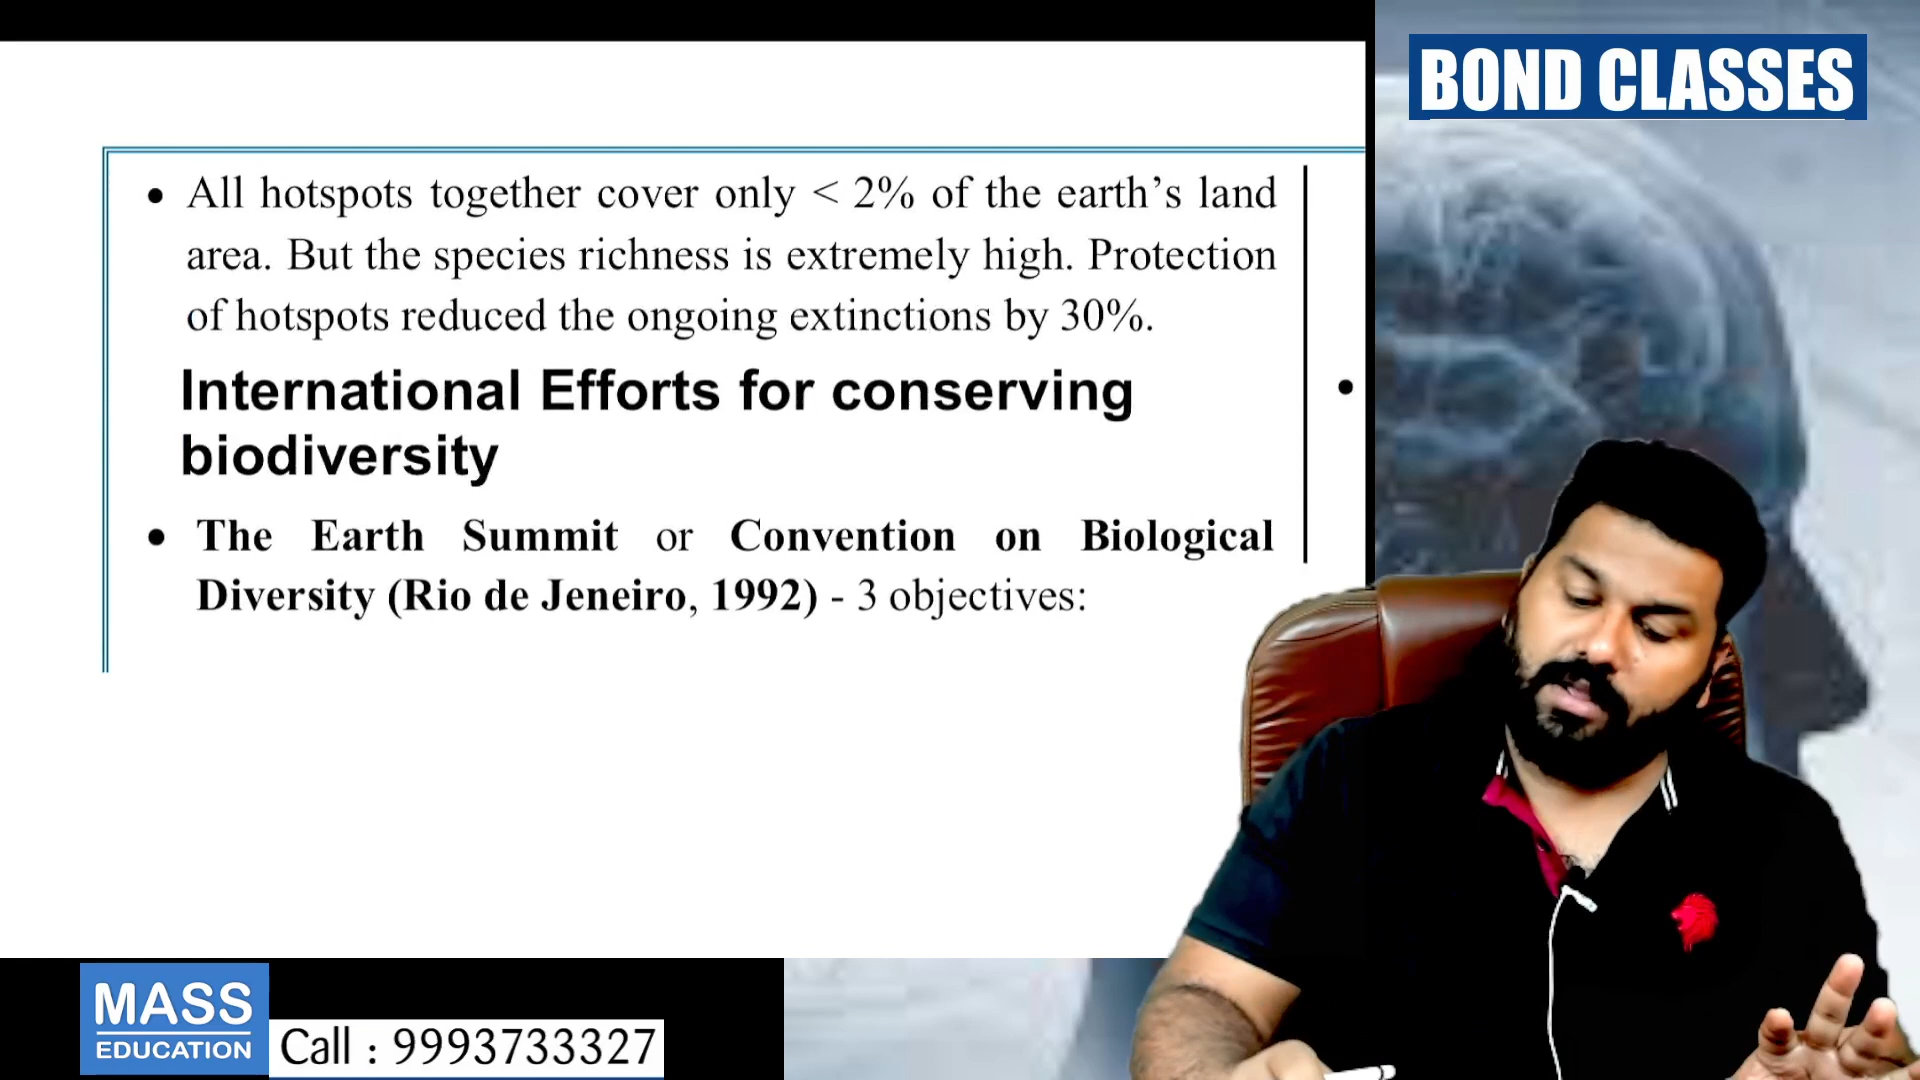 BOND CLASSES
• All hotspots together cover only < 2% of the earth’s land
area. But the species richness is extremely high. Protection
of hotspots reduced the ongoing extinctions by 30%.
International Efforts for conserving
biodiversity
•
• The Earth Summit or Convention on Biological
Diversity (Rio de Jeneiro, 1992) - 3 objectives:
MASS
EDUCATION
Call : 9993733327